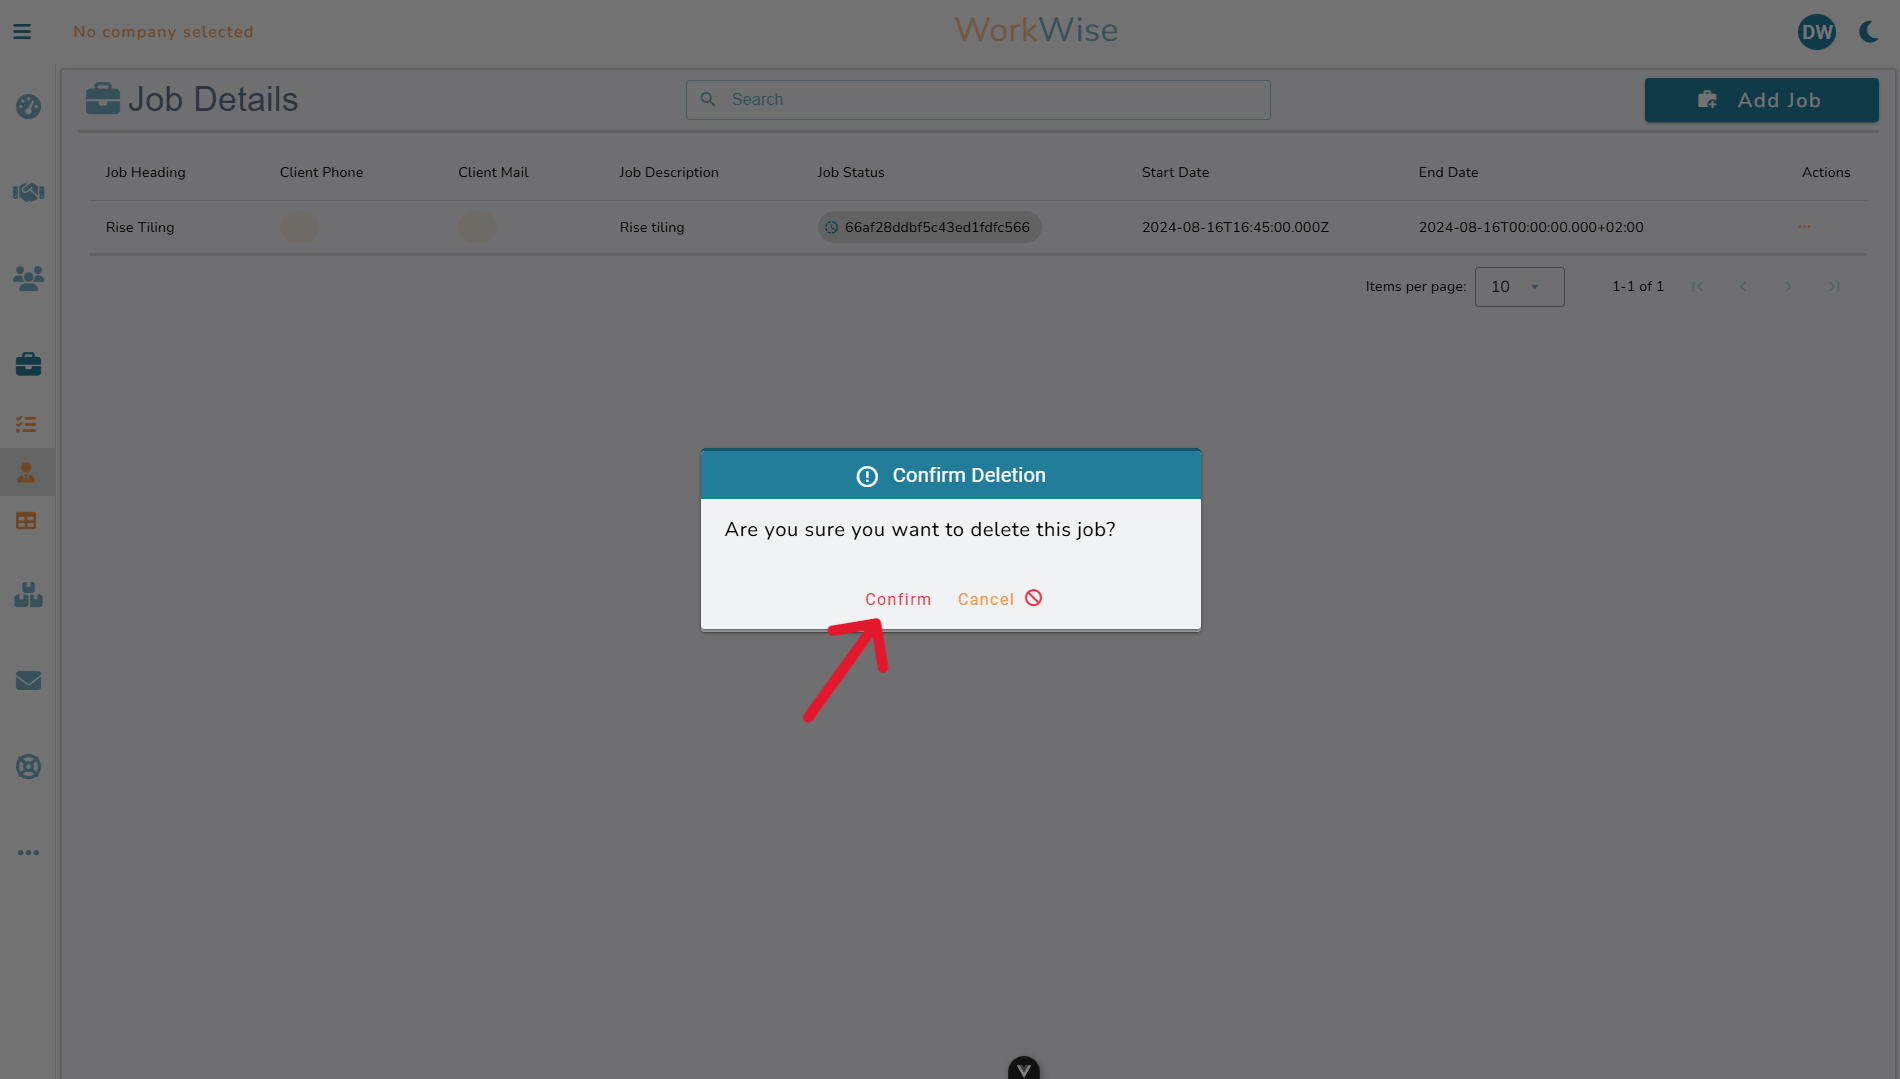 No company selected
WorkWise
DW
Job Details
Search
Add Job
Job Heading Client Phone Client Mail Job Description Job Status Start Date End Date Actions
Rise Tiling Rise tiling 66af28ddbf5c43ed1fdfc566 2024-08-16T16:45:00.000Z 2024-08-16T00:00:00.000+02:00 ...
Items per page: 10 1-1 of 1
Confirm Deletion
Are you sure you want to delete this job?
Confirm Cancel